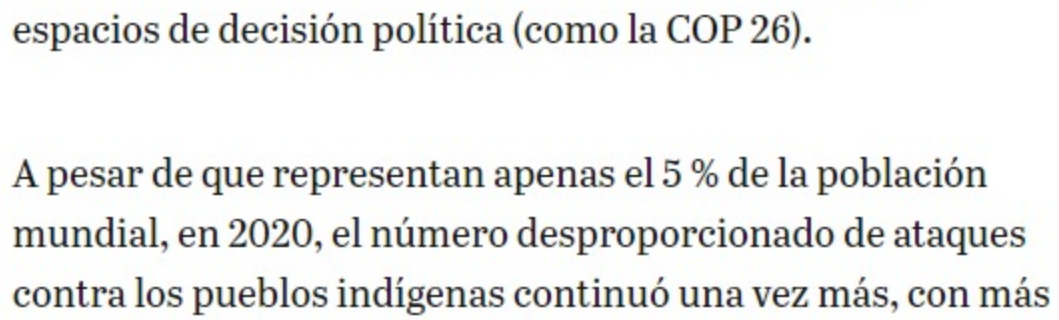 espacios de decisión política (como la COP 26).
A pesar de que representan apenas el 5 % de la población
mundial, en 2020, el número desproporcionado de ataques
contra los pueblos indígenas continuó una vez más, con más